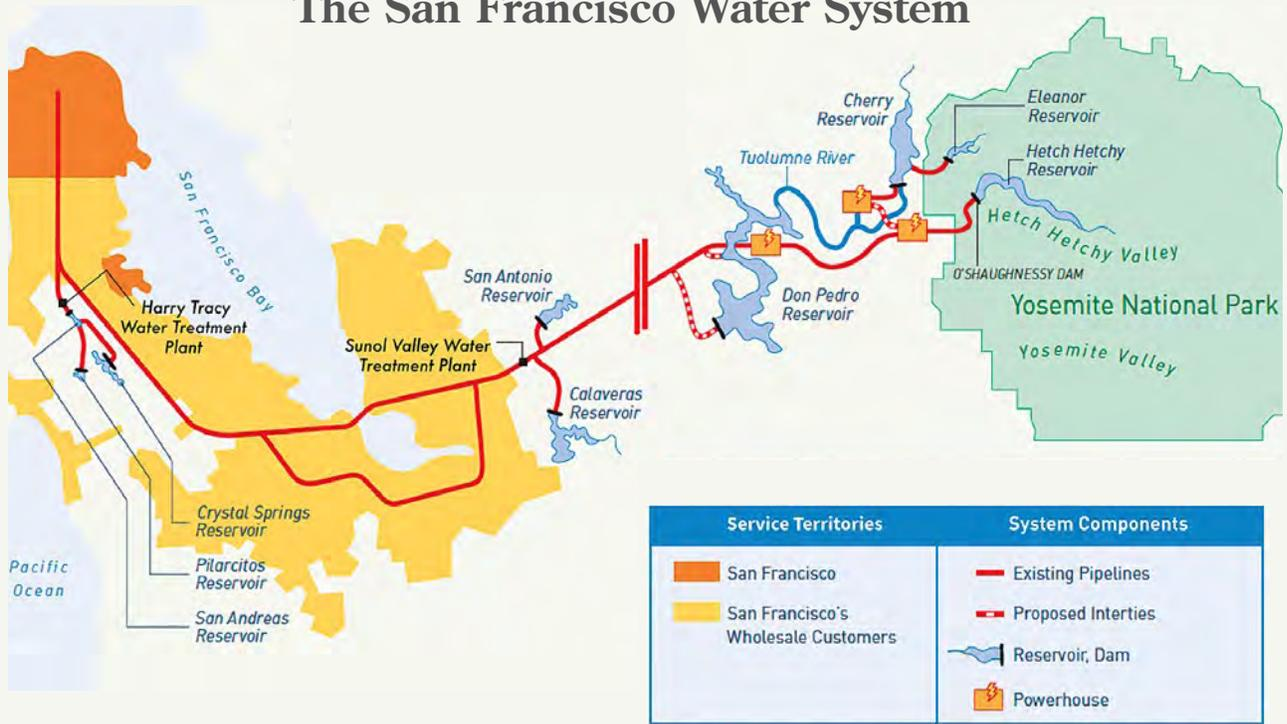 The San Francisco Water System
Cherry
Reservoir
Eleanor
Reservoir
Tuolumne River
Hetch Hetchy
Reservoir
Hetch Hetchy Valley
O'SHAUGHNESSY DAM
Yosemite National Park
Yosemite Valley
San Francisco Bay
San Antonio
Reservoir
Don Pedro
Reservoir
Harry Tracy
Water Treatment
Plant
Sunol Valley Water
Treatment Plant
Calaveras
Reservoir
Crystal Springs
Reservoir
Pilarcitos
Reservoir
San Andreas
Reservoir
Pacific
Ocean
Service Territories
San Francisco
San Francisco's
Wholesale Customers
System Components
Existing Pipelines
Proposed Interties
Reservoir, Dam
Powerhouse